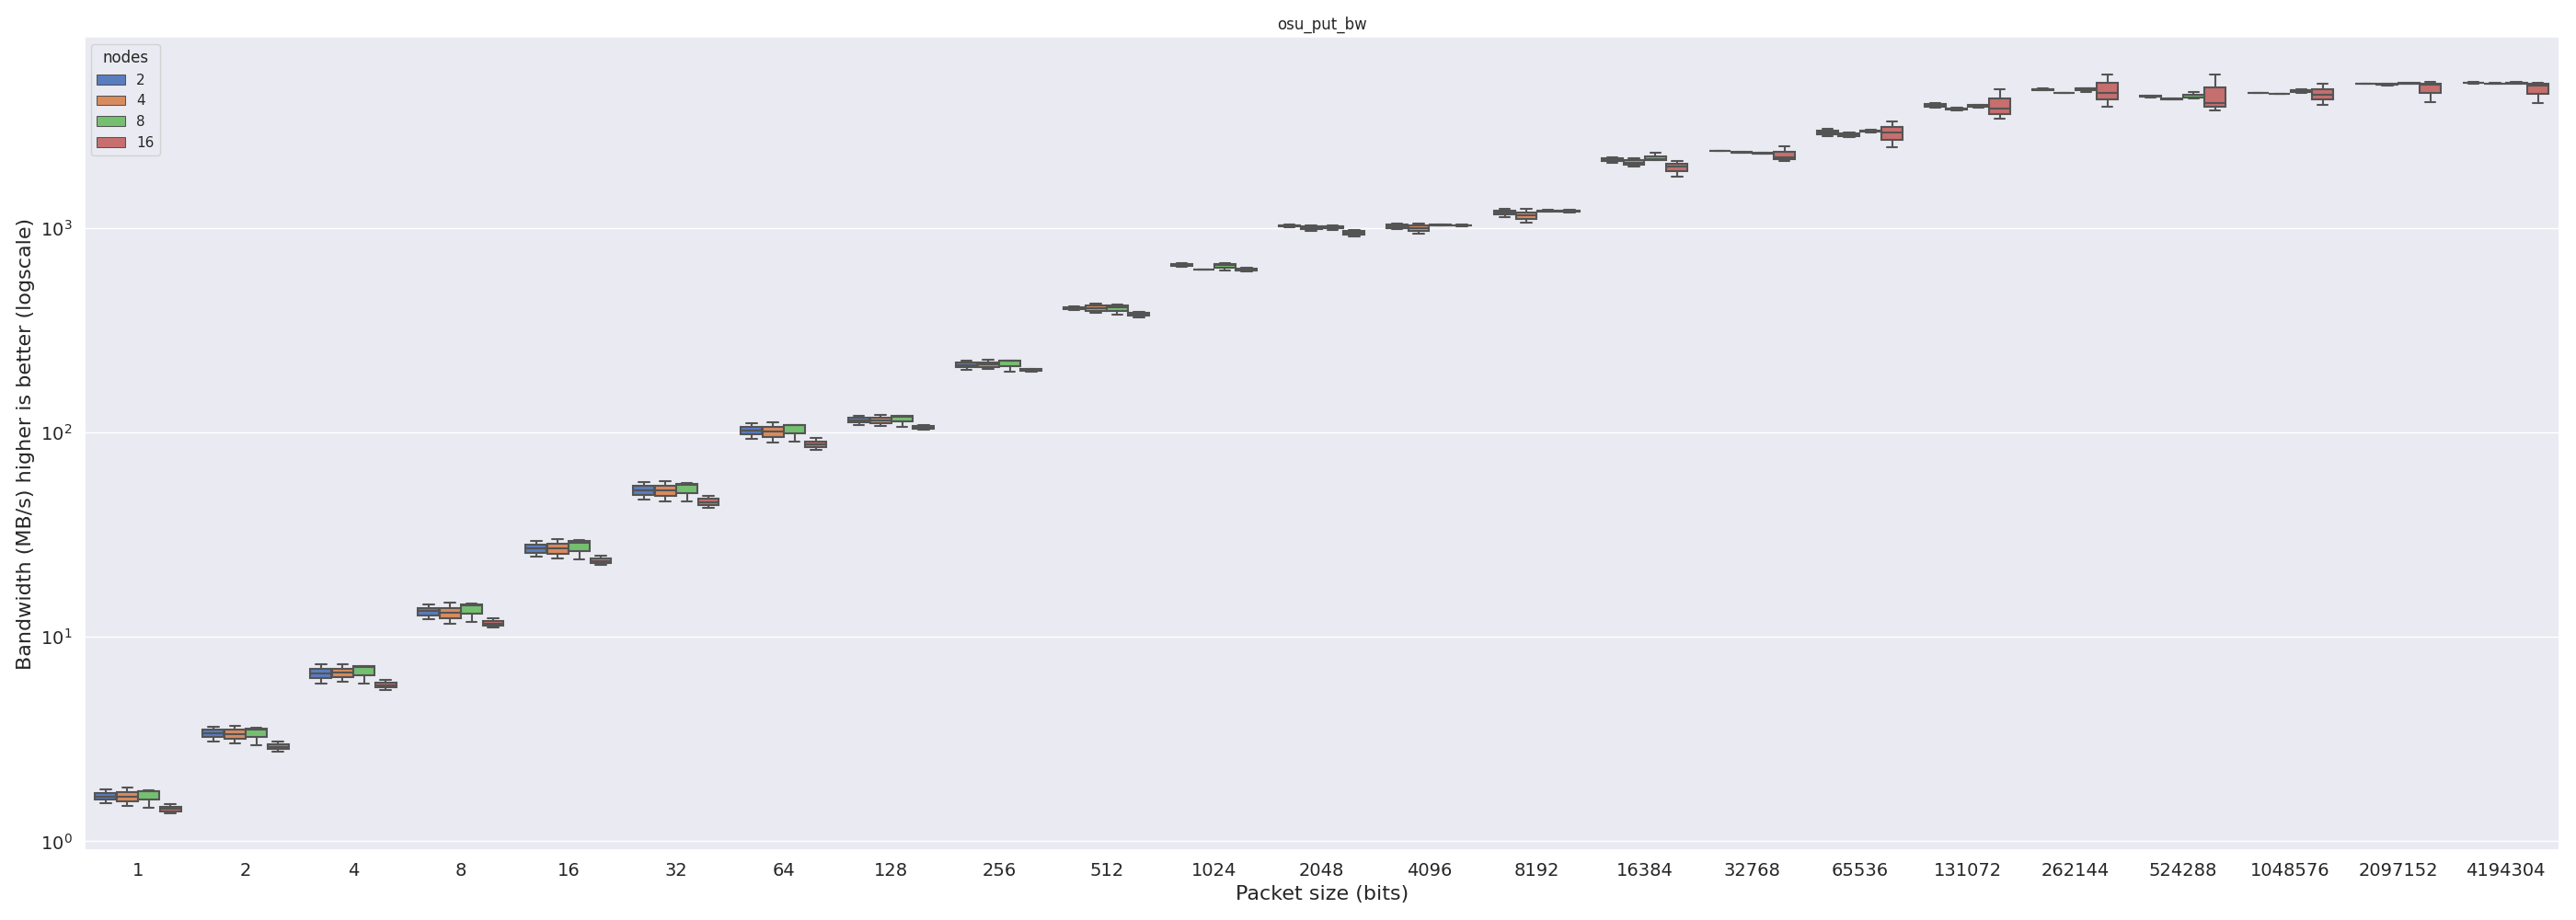 osu_put_bw
nodes
2
4
8
16
Bandwidth (MB/s) higher is better (logscale)
10³
10²
10¹
10⁰
1 2 4 8 16 32 64 128 256 512 1024 2048 4096 8192 16384 32768 65536 131072 262144 524288 1048576 2097152 4194304
Packet size (bits)